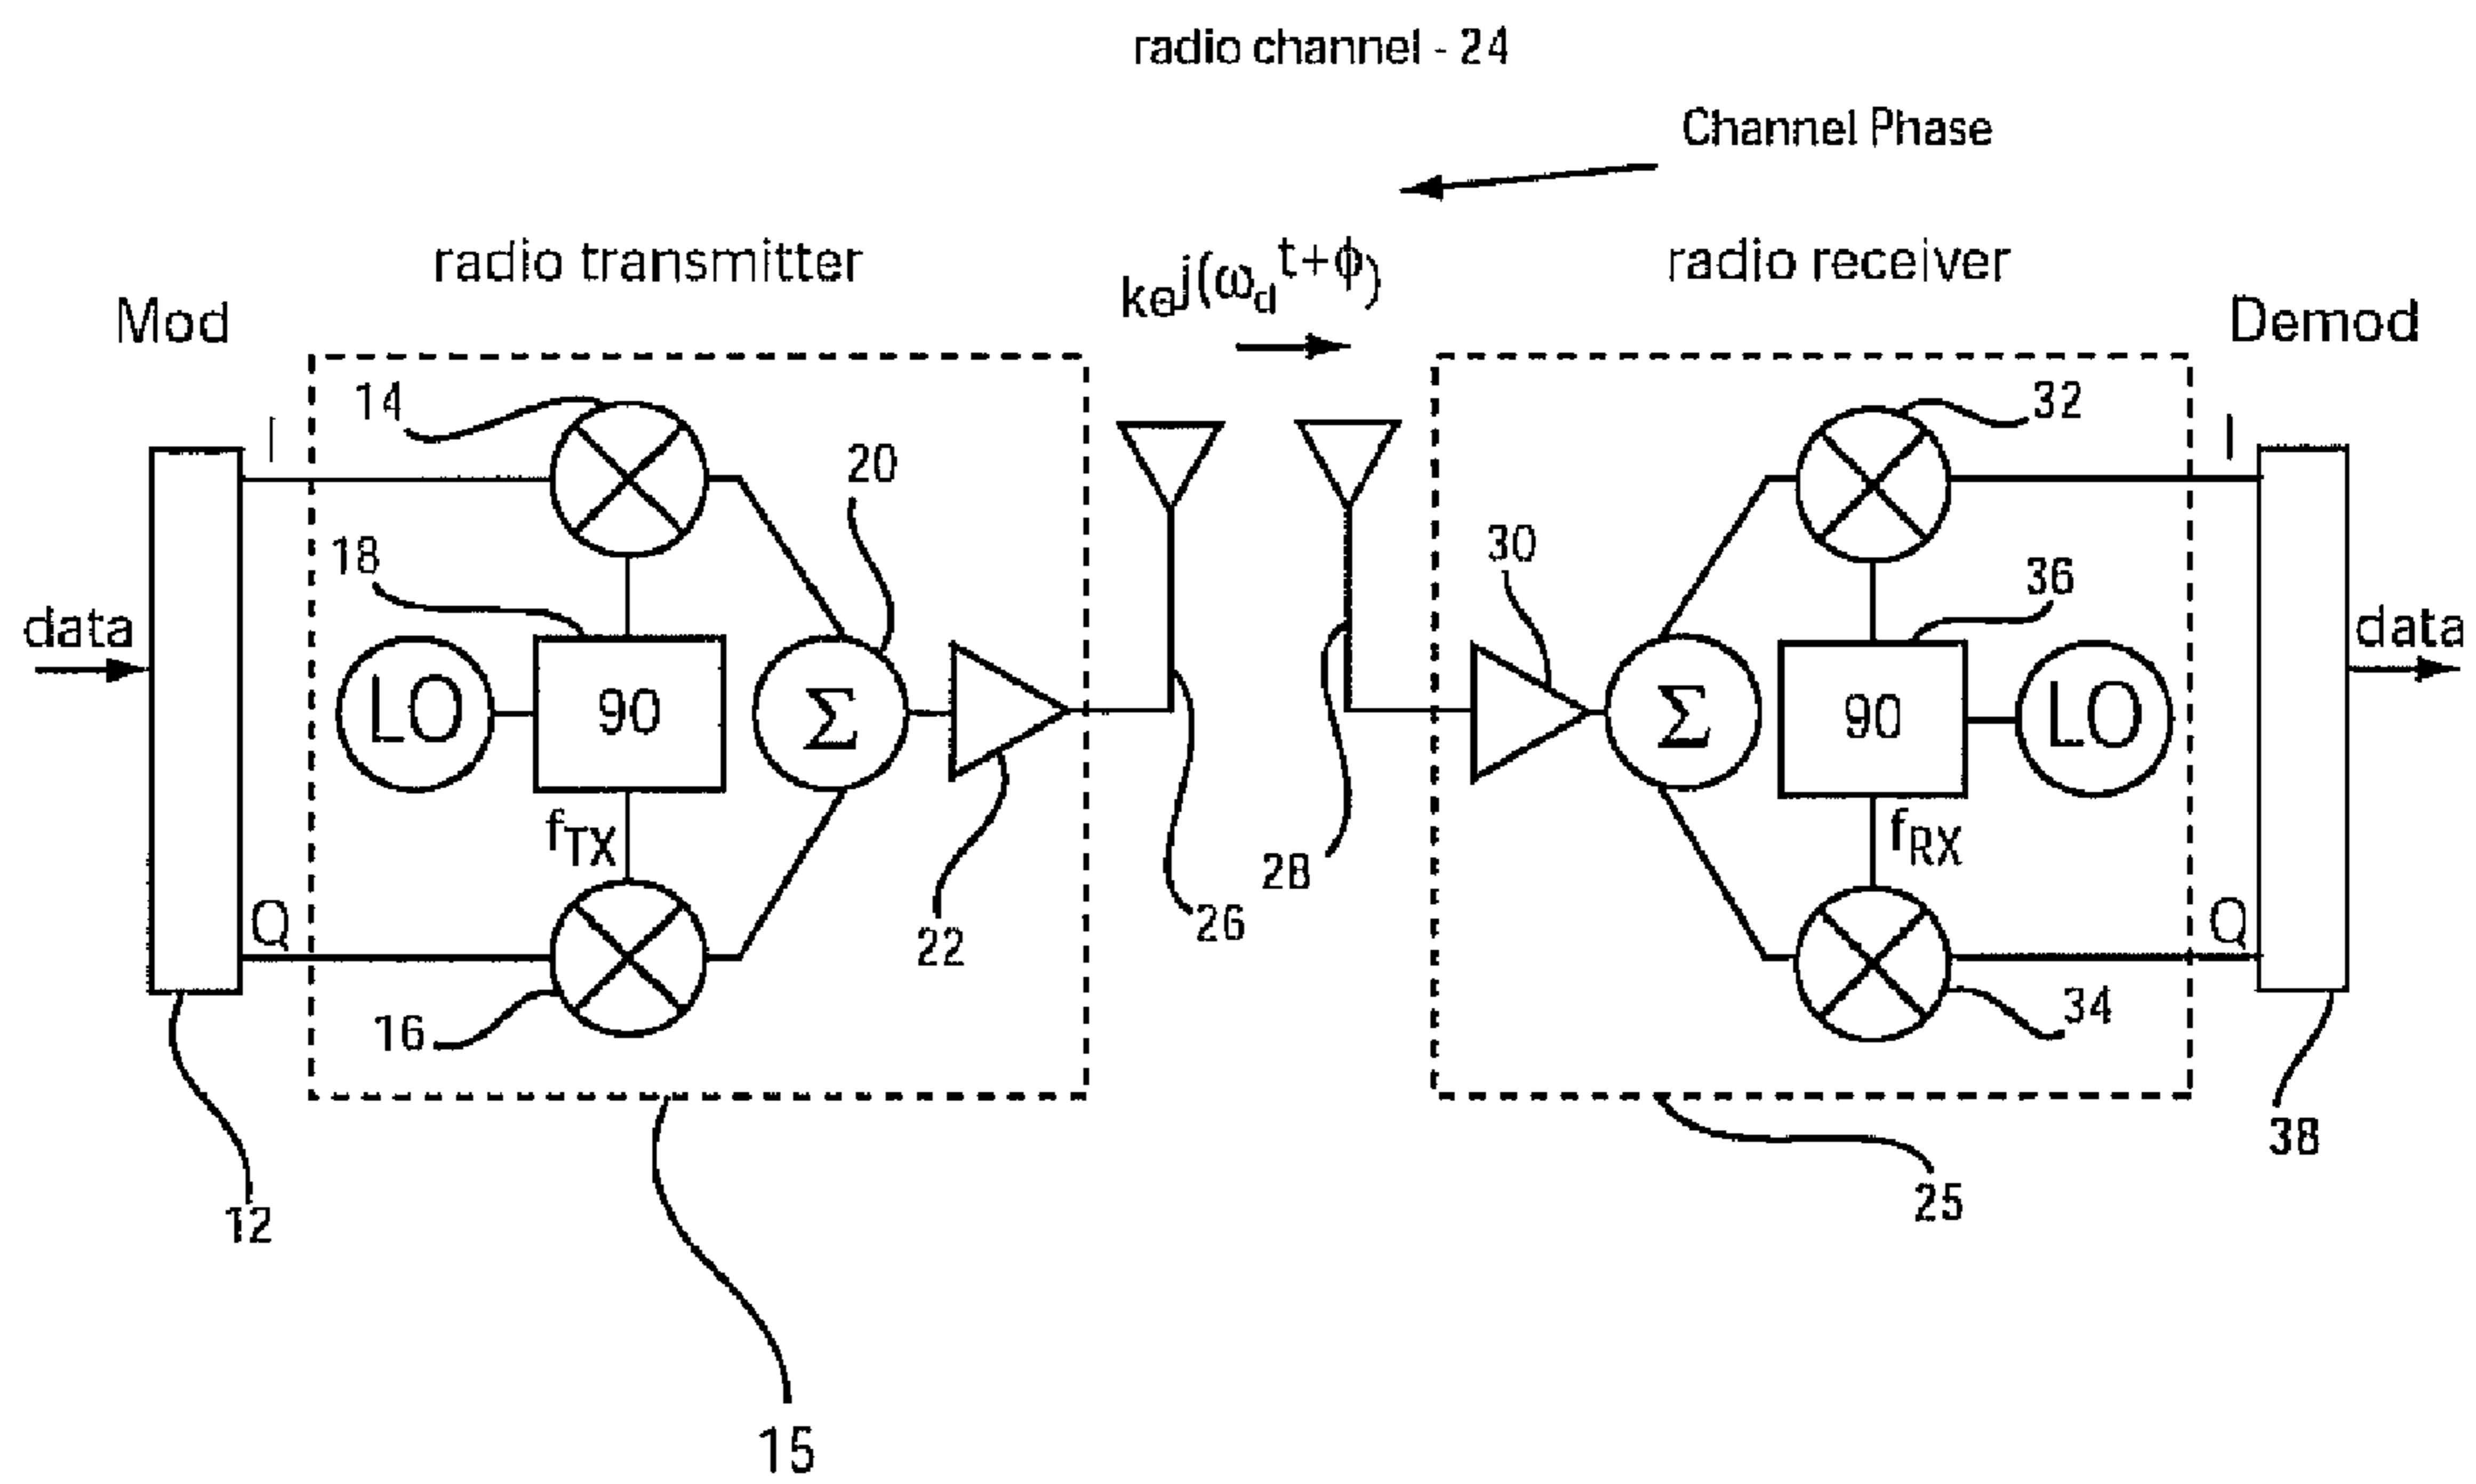 radio channel - 24
Channel Phase
radio transmitter
ke^j(ω_d t+ϕ)
radio receiver
Mod
Demod
14
32
I
I
20
18
30
36
data
data
LO
90
Σ
Σ
90
LO
f_TX
f_RX
28
Q
Q
26
22
16
34
38
25
12
15